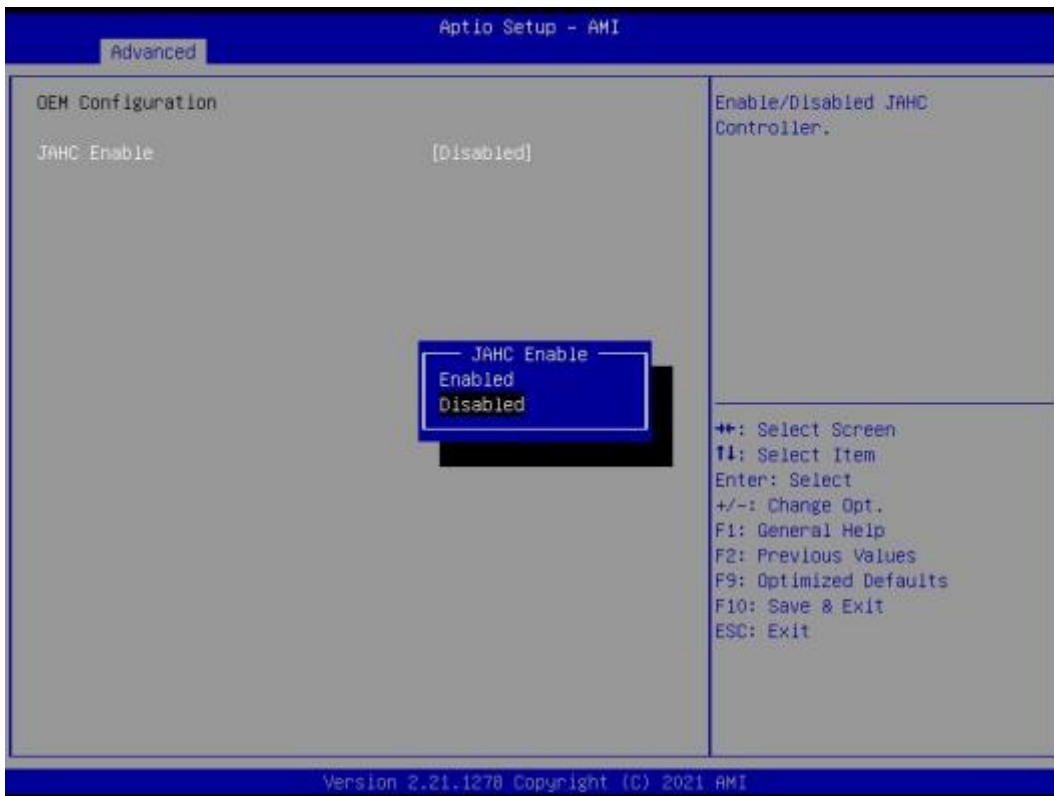 Aptio Setup - AMI
Advanced
OEM Configuration
JAHC Enable [Disabled]
Enable/Disabled JAHC
Controller.
JAHC Enable
Enabled
Disabled
→←: Select Screen
↑↓: Select Item
Enter: Select
+/-: Change Opt.
F1: General Help
F2: Previous Values
F9: Optimized Defaults
F10: Save & Exit
ESC: Exit
Version 2.21.1278 Copyright (C) 2021 AMI